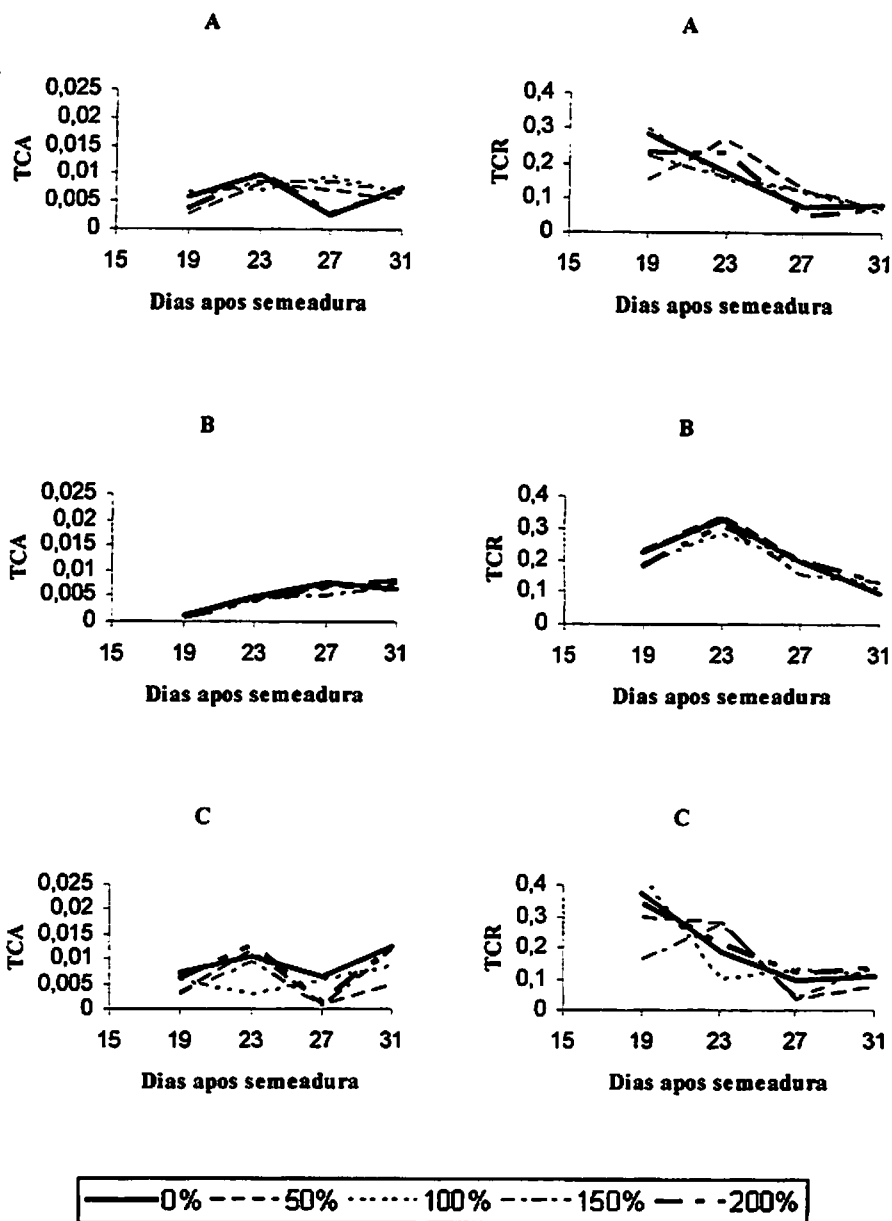 A
TCA
0,025
0,02
0,015
0,01
0,005
0
15 19 23 27 31
Dias apos semeadura
A
TCR
0,4
0,3
0,2
0,1
0
15 19 23 27 31
Dias apos semeadura
B
TCA
0,025
0,02
0,015
0,01
0,005
0
15 19 23 27 31
Dias apos semeadura
B
TCR
0,4
0,3
0,2
0,1
0
15 19 23 27 31
Dias apos semeadura
C
TCA
0,025
0,02
0,015
0,01
0,005
0
15 19 23 27 31
Dias apos semeadura
C
TCR
0,4
0,3
0,2
0,1
0
15 19 23 27 31
Dias apos semeadura
0% 50% 100% 150% 200%